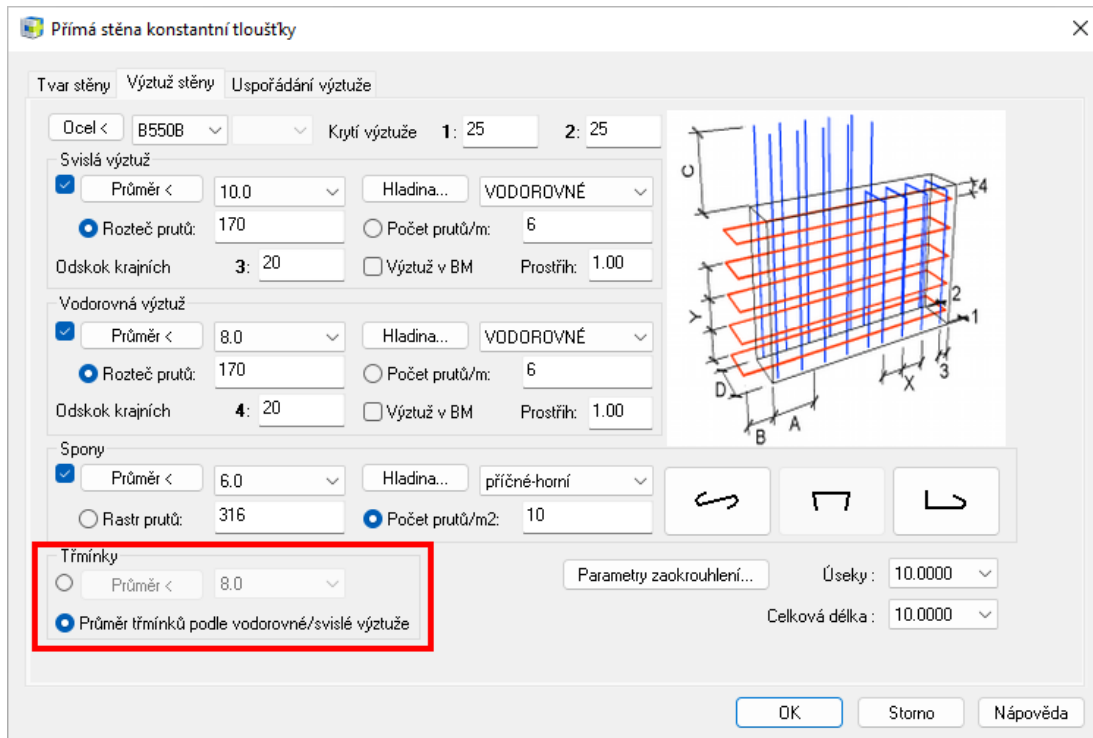 Přímá stěna konstantní tloušťky
Tvar stěny Výztuž stěny Uspořádání výztuže
Ocel < B550B Krytí výztuže 1: 25 2: 25
Svislá výztuž
Průměr < 10.0 Hladina... VODOROVNÉ
Rozteč prutů: 170 Počet prutů/m: 6
Odskok krajních 3: 20 Výztuž v BM Prostřih: 1.00
Vodorovná výztuž
Průměr < 8.0 Hladina... VODOROVNÉ
Rozteč prutů: 170 Počet prutů/m: 6
Odskok krajních 4: 20 Výztuž v BM Prostřih: 1.00
C
4
Y
2
1
D
X
3
B
A
Spony
Průměr < 6.0 Hladina... příčné-horní
Rastr prutů: 316 Počet prutů/m2: 10
Třmínky
Průměr < 8.0
Průměr třmínků podle vodorovné/svislé výztuže
Parametry zaokrouhlení... Úseky : 10.0000
Celková délka : 10.0000
OK Storno Nápověda